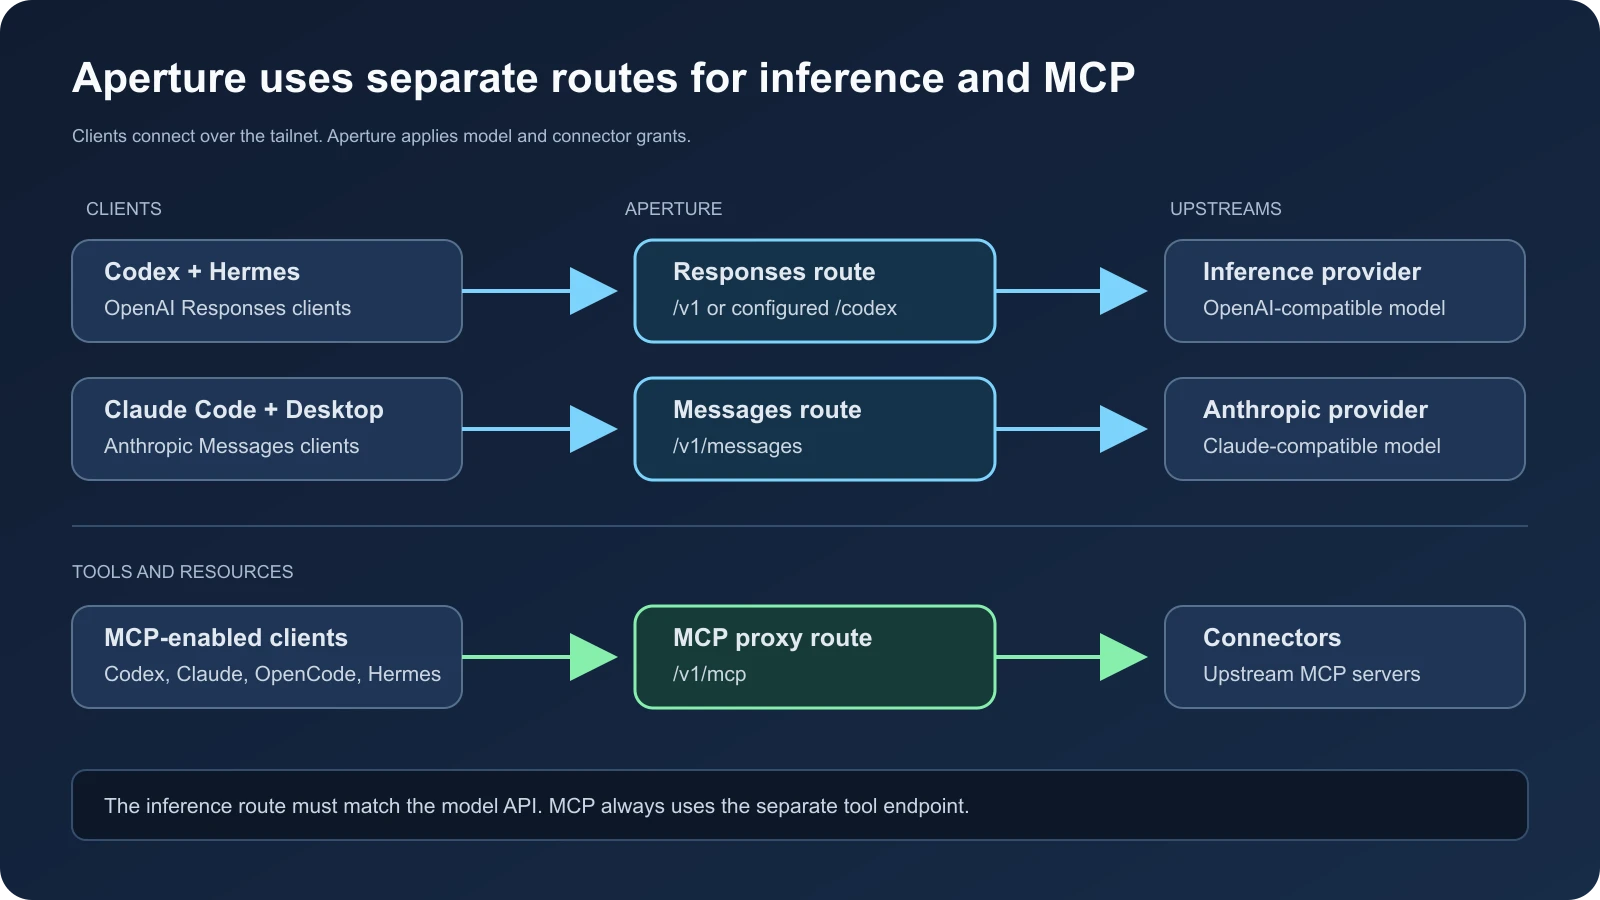 Aperture uses separate routes for inference and MCP
Clients connect over the tailnet. Aperture applies model and connector grants.
CLIENTS
APERTURE
UPSTREAMS
Codex + Hermes
OpenAI Responses clients
Responses route
/v1 or configured /codex
Inference provider
OpenAI-compatible model
Claude Code + Desktop
Anthropic Messages clients
Messages route
/v1/messages
Anthropic provider
Claude-compatible model
TOOLS AND RESOURCES
MCP-enabled clients
Codex, Claude, OpenCode, Hermes
MCP proxy route
/v1/mcp
Connectors
Upstream MCP servers
The inference route must match the model API. MCP always uses the separate tool endpoint.